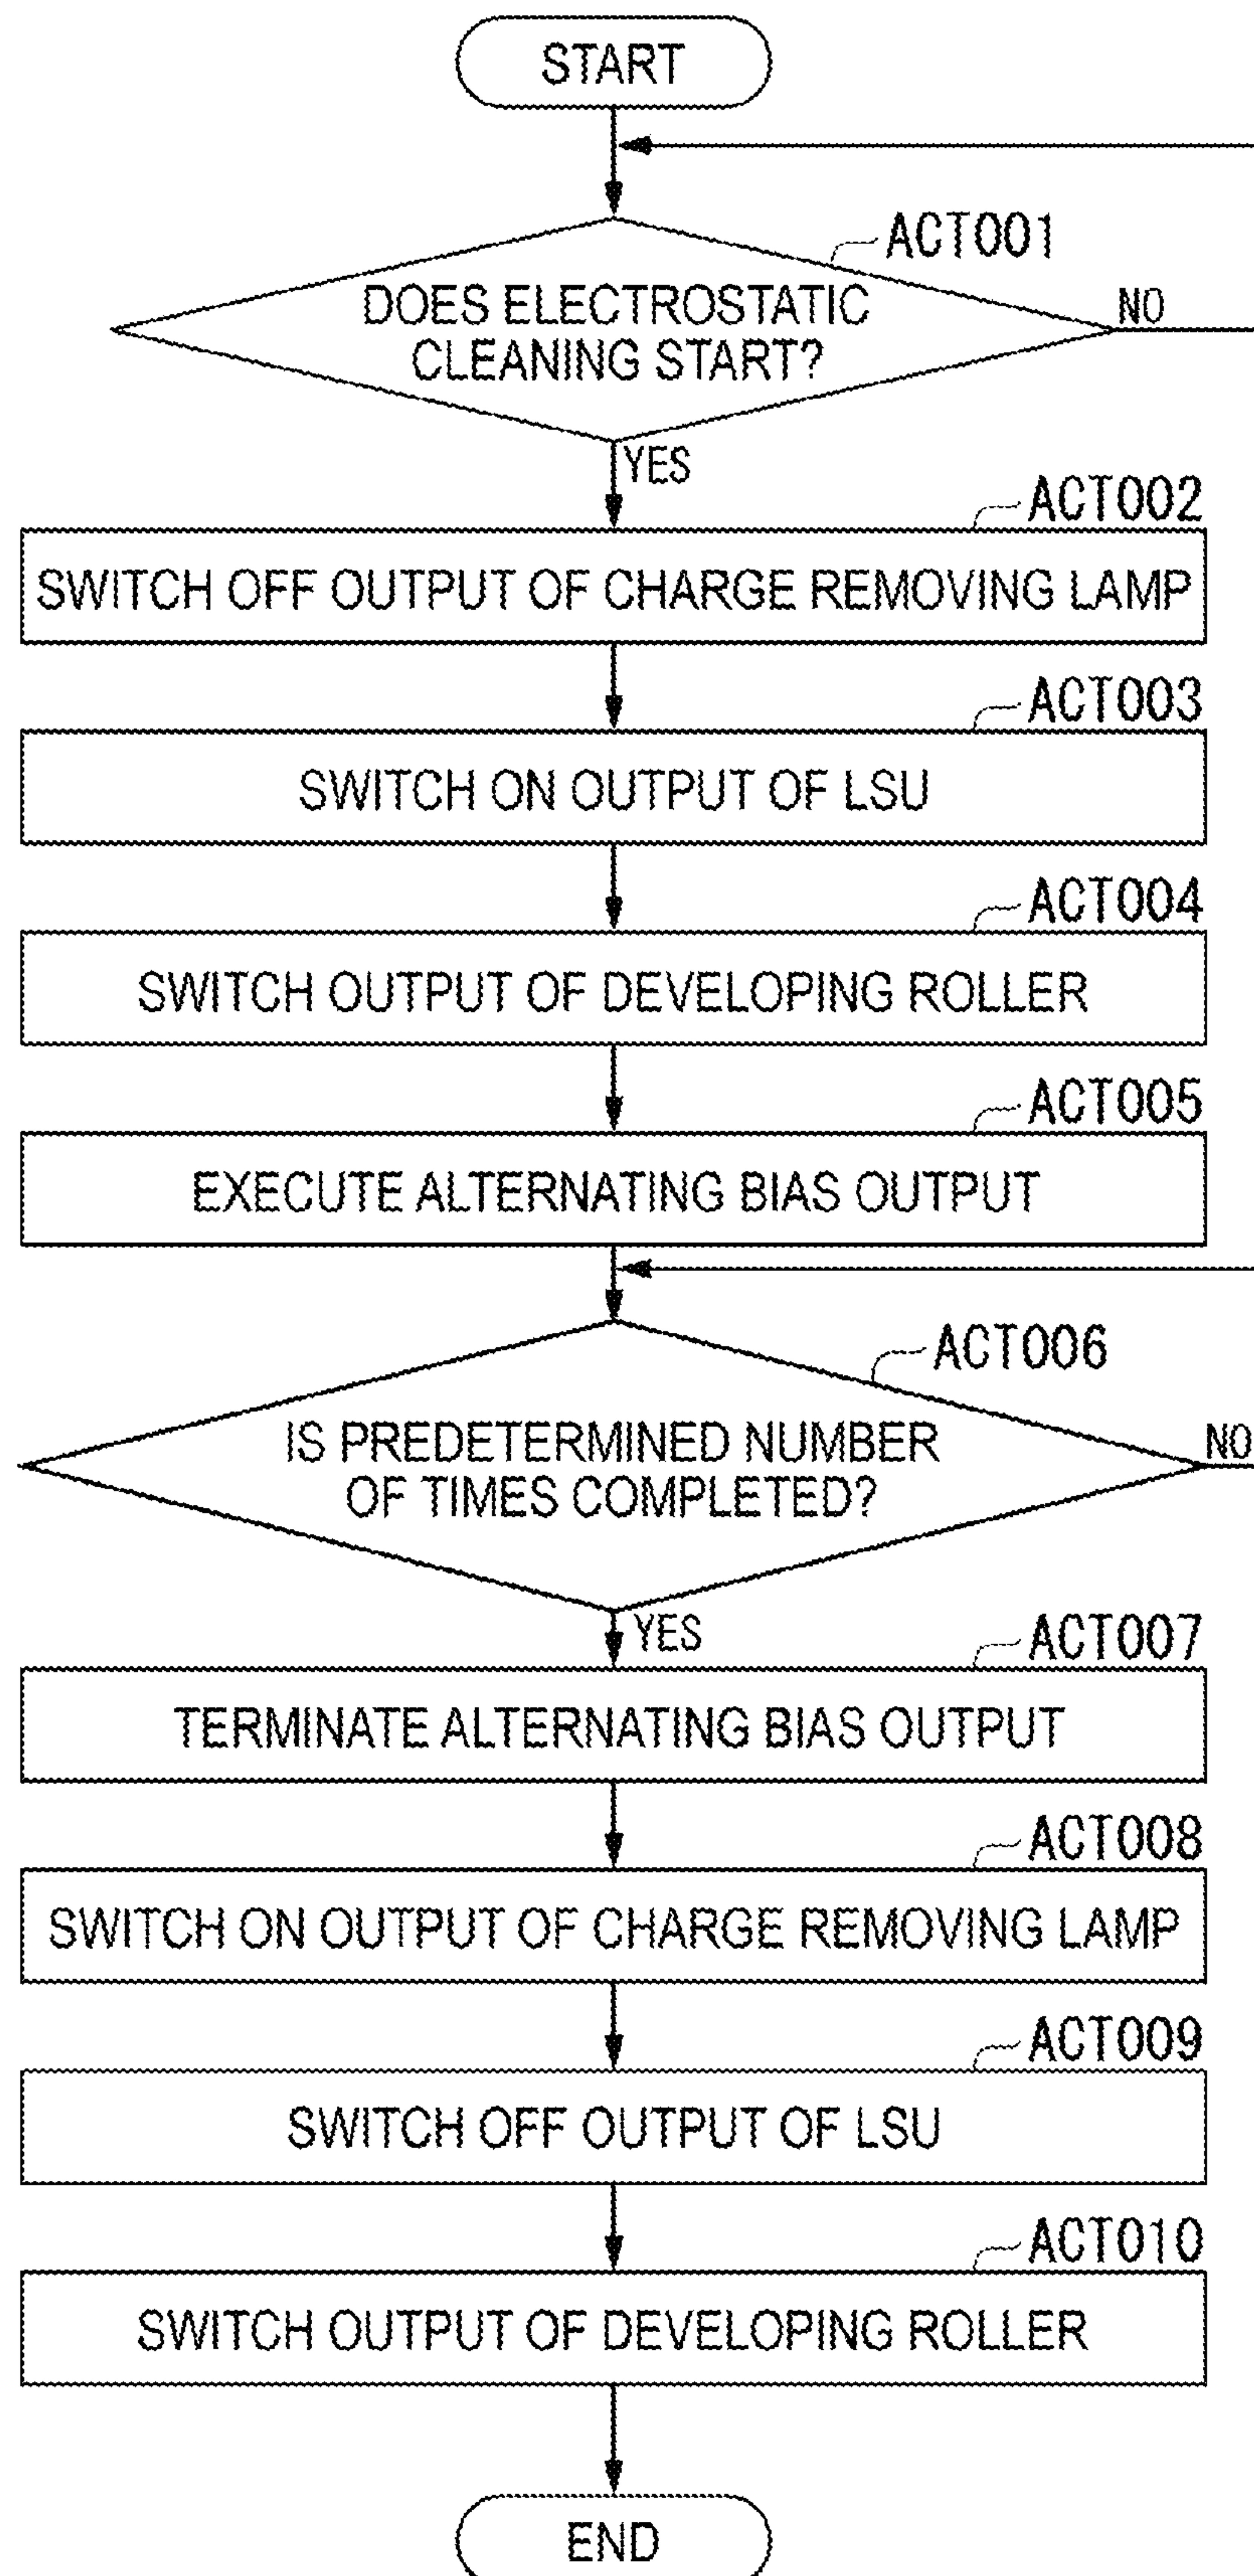 START
ACT001
DOES ELECTROSTATIC
CLEANING START?
NO
YES
ACT002
SWITCH OFF OUTPUT OF CHARGE REMOVING LAMP
ACT003
SWITCH ON OUTPUT OF LSU
ACT004
SWITCH OUTPUT OF DEVELOPING ROLLER
ACT005
EXECUTE ALTERNATING BIAS OUTPUT
ACT006
IS PREDETERMINED NUMBER
OF TIMES COMPLETED?
NO
YES
ACT007
TERMINATE ALTERNATING BIAS OUTPUT
ACT008
SWITCH ON OUTPUT OF CHARGE REMOVING LAMP
ACT009
SWITCH OFF OUTPUT OF LSU
ACT010
SWITCH OUTPUT OF DEVELOPING ROLLER
END